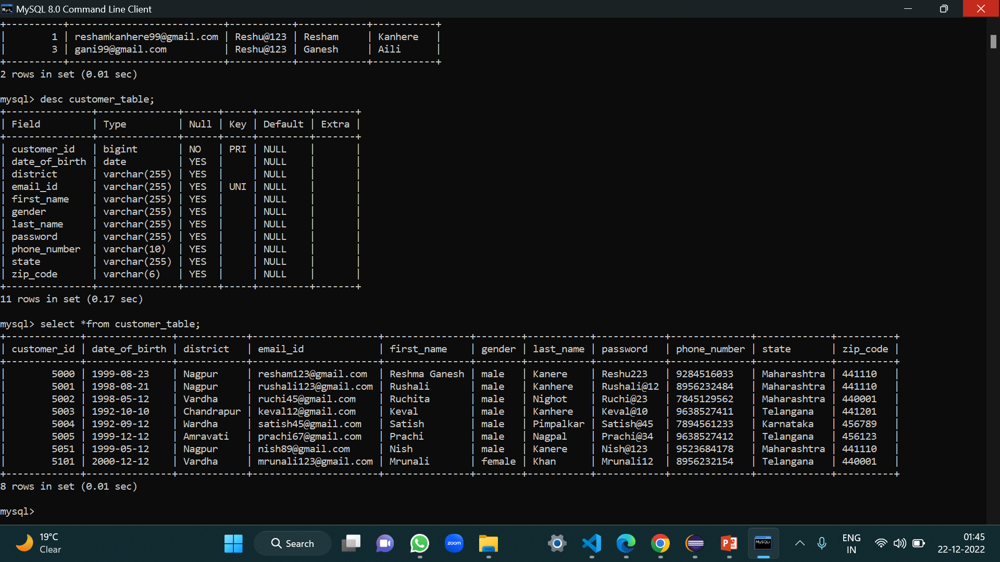 MySQL 8.0 Command Line Client
+----------+---------------------------+-----------+------------+-----------+
|        1 | reshamkanhere99@gmail.com | Reshu@123 | Resham     | Kanhere   |
|        3 | gani99@gmail.com          | Reshu@123 | Ganesh     | Aili      |
+----------+---------------------------+-----------+------------+-----------+
2 rows in set (0.01 sec)
mysql> desc customer_table;
+---------------+--------------+------+-----+---------+-------+
| Field         | Type         | Null | Key | Default | Extra |
+---------------+--------------+------+-----+---------+-------+
| customer_id   | bigint       | NO   | PRI | NULL    |       |
| date_of_birth | date         | YES  |     | NULL    |       |
| district      | varchar(255) | YES  |     | NULL    |       |
| email_id      | varchar(255) | YES  | UNI | NULL    |       |
| first_name    | varchar(255) | YES  |     | NULL    |       |
| gender        | varchar(255) | YES  |     | NULL    |       |
| last_name     | varchar(255) | YES  |     | NULL    |       |
| password      | varchar(255) | YES  |     | NULL    |       |
| phone_number  | varchar(10)  | YES  |     | NULL    |       |
| state         | varchar(255) | YES  |     | NULL    |       |
| zip_code      | varchar(6)   | YES  |     | NULL    |       |
+---------------+--------------+------+-----+---------+-------+
11 rows in set (0.17 sec)
mysql> select *from customer_table;
+-------------+---------------+------------+----------------------+---------------+--------+-----------+------------+--------------+-------------+----------+
| customer_id | date_of_birth | district   | email_id             | first_name    | gender | last_name | password   | phone_number | state       | zip_code |
+-------------+---------------+------------+----------------------+---------------+--------+-----------+------------+--------------+-------------+----------+
|        5000 | 1999-08-23    | Nagpur     | resham123@gmail.com  | Reshma Ganesh | male   | Kanere    | Reshu223   | 9284516033   | Maharashtra | 441110   |
|        5001 | 1998-08-21    | Nagpur     | rushali123@gmail.com | Rushali       | male   | Kanhere   | Rushali@12 | 8956232484   | Maharashtra | 441110   |
|        5002 | 1998-05-12    | Vardha     | ruchi45@gmail.com    | Ruchita       | male   | Nighot    | Ruchi@23   | 7845129562   | Maharashtra | 440001   |
|        5003 | 1992-10-10    | Chandrapur | keval12@gmail.com    | Keval         | male   | Kanhere   | Keval@10   | 9638527411   | Telangana   | 441201   |
|        5004 | 1992-09-12    | Wardha     | satish45@gmail.com   | Satish        | male   | Pimpalkar | Satish@45  | 7894561233   | Karnataka   | 456789   |
|        5005 | 1999-12-12    | Amravati   | prachi67@gmail.com   | Prachi        | male   | Nagpal    | Prachi@34  | 9638527412   | Telangana   | 456123   |
|        5051 | 1999-05-12    | Nagpur     | nish89@gmail.com     | Nish          | male   | Kanere    | Nish@123   | 9523684178   | Maharashtra | 441110   |
|        5101 | 2000-12-12    | Vardha     | mrunali123@gmail.com | Mrunali       | female | Khan      | Mrunali12  | 8956232154   | Telangana   | 440001   |
+-------------+---------------+------------+----------------------+---------------+--------+-----------+------------+--------------+-------------+----------+
8 rows in set (0.01 sec)
mysql>
19°C
Clear
Search
zoom
P
MySQL
ENG
IN
01:45
22-12-2022